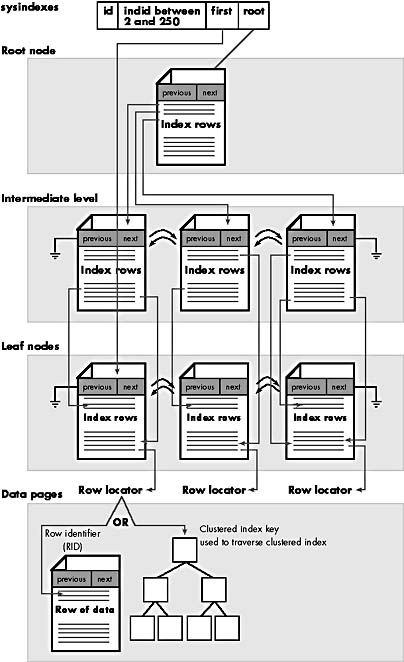 sysindexes
id indid between 2 and 250 first root
Root node
previous next
Index rows
Intermediate level
previous next previous next previous next
Index rows Index rows Index rows
Leaf nodes
previous next previous next previous next
Index rows Index rows Index rows
Data pages
Row locator Row locator Row locator
OR
Row identifier
(RID)
Clustered index key
used to traverse clustered index
previous next
Row of data